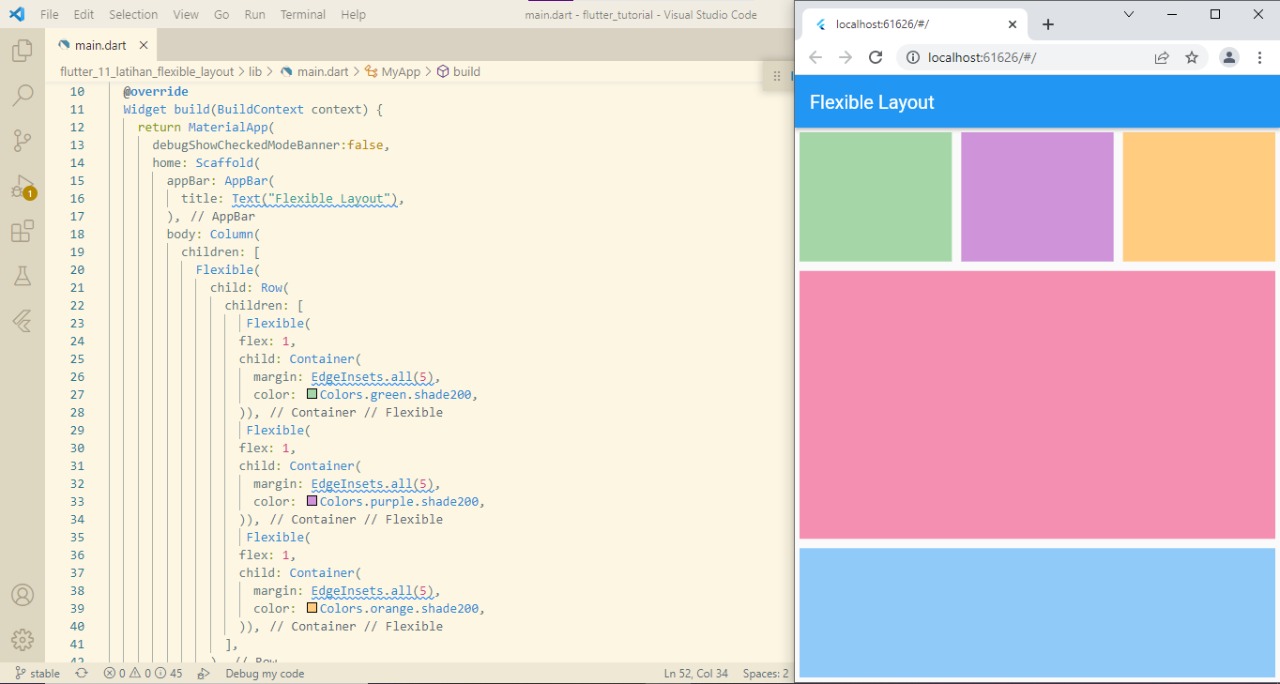 File Edit Selection View Go Run Terminal Help main.dart - flutter_tutorial - Visual Studio Code
main.dart
flutter_11_latihan_flexible_layout > lib > main.dart > MyApp > build
10 @override
11 Widget build(BuildContext context) {
12 return MaterialApp(
13 debugShowCheckedModeBanner:false,
14 home: Scaffold(
15 appBar: AppBar(
16 title: Text("Flexible Layout"),
17 ), // AppBar
18 body: Column(
19 children: [
20 Flexible(
21 child: Row(
22 children: [
23 Flexible(
24 flex: 1,
25 child: Container(
26 margin: EdgeInsets.all(5),
27 color: Colors.green.shade200,
28 )), // Container // Flexible
29 Flexible(
30 flex: 1,
31 child: Container(
32 margin: EdgeInsets.all(5),
33 color: Colors.purple.shade200,
34 )), // Container // Flexible
35 Flexible(
36 flex: 1,
37 child: Container(
38 margin: EdgeInsets.all(5),
39 color: Colors.orange.shade200,
40 )), // Container // Flexible
41 ],
42 ), // Row
1
stable 0 0 45 Debug my code Ln 52, Col 34 Spaces: 2
localhost:61626/#/
localhost:61626/#/
Flexible Layout